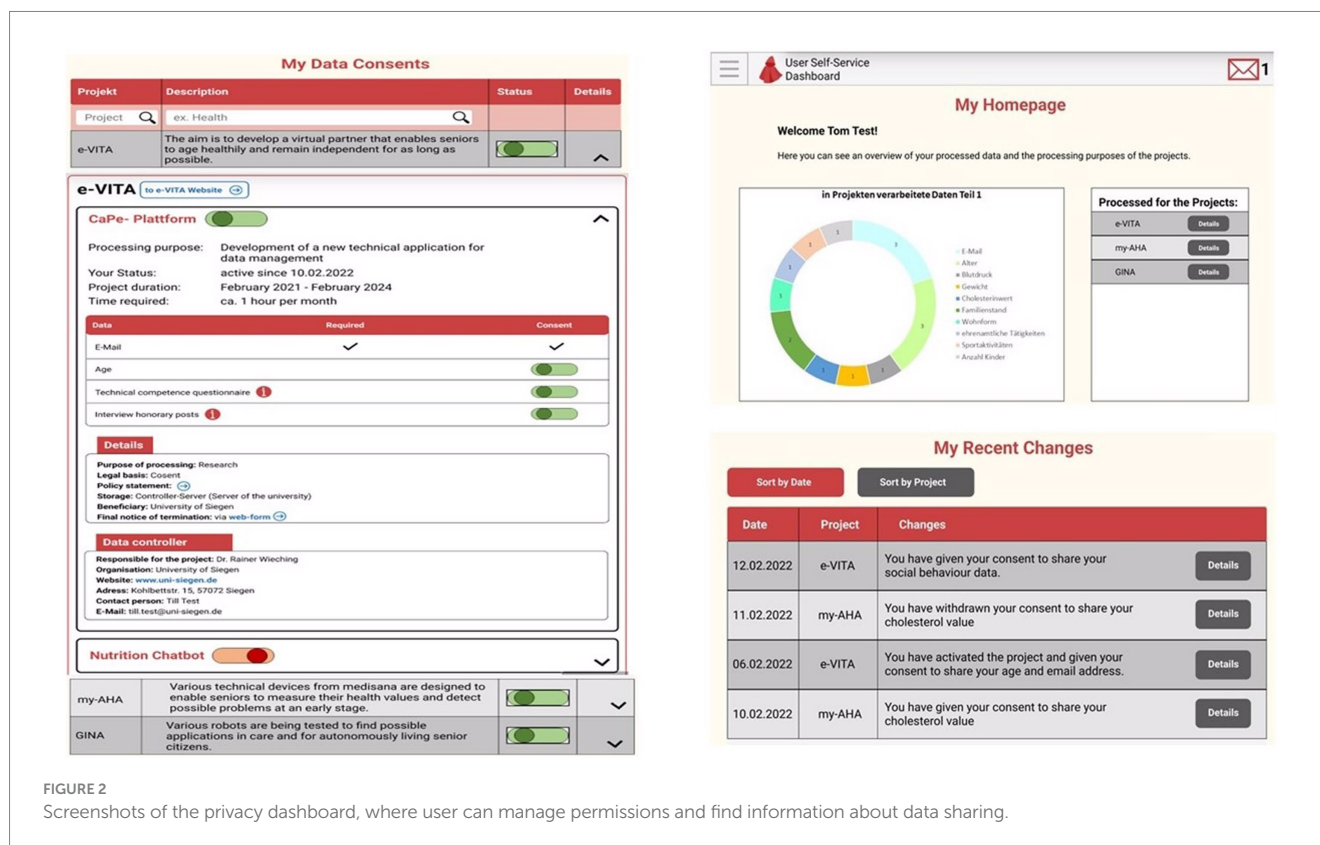 My Data Consents
Projekt Description Status Details
Project ex. Health
e-VITA
The aim is to develop a virtual partner that enables seniors
to age healthily and remain independent for as long as
possible.
e-VITA to e-VITA Website
CaPe- Plattform
Processing purpose: Development of a new technical application for
data management
Your Status: active since 10.02.2022
Project duration: February 2021 - February 2024
Time required: ca. 1 hour per month
Data Required Consent
E-Mail
Age
Technical competence questionnaire
Interview honorary posts
Details
Purpose of processing: Research
Legal basis: Cosent
Policy statement:
Storage: Controller-Server (Server of the university)
Beneficiary: University of Siegen
Final notice of termination: via web-form
Data controller
Responsible for the project: Dr. Rainer Wieching
Organisation: University of Siegen
Website: www.uni-siegen.de
Adress: Kohlbettstr. 15, 57072 Siegen
Contact person: Till Test
E-Mail: till.test@uni-siegen.de
Nutrition Chatbot
my-AHA
Various technical devices from medisana are designed to
enable seniors to measure their health values and detect
possible problems at an early stage.
GINA
Various robots are being tested to find possible
applications in care and for autonomously living senior
citizens.
User Self-Service
Dashboard
1
My Homepage
Welcome Tom Test!
Here you can see an overview of your processed data and the processing purposes of the projects.
in Projekten verarbeitete Daten Teil 1
3
3
1
1
1
2
1
1
1
1
E-Mail
Alter
Blutdruck
Gewicht
Cholesterinwert
Familienstand
Wohnform
ehrenamtliche Tätigkeiten
Sportaktivitäten
Anzahl Kinder
Processed for the Projects:
e-VITA Details
my-AHA Details
GINA Details
My Recent Changes
Sort by Date Sort by Project
Date Project Changes
12.02.2022 e-VITA
You have given your consent to share your
social behaviour data.
Details
11.02.2022 my-AHA
You have withdrawn your consent to share your
cholesterol value
Details
06.02.2022 e-VITA
You have activated the project and given your
consent to share your age and email address.
Details
10.02.2022 my-AHA
You have given your consent to share your
cholesterol value
Details
FIGURE 2
Screenshots of the privacy dashboard, where user can manage permissions and find information about data sharing.